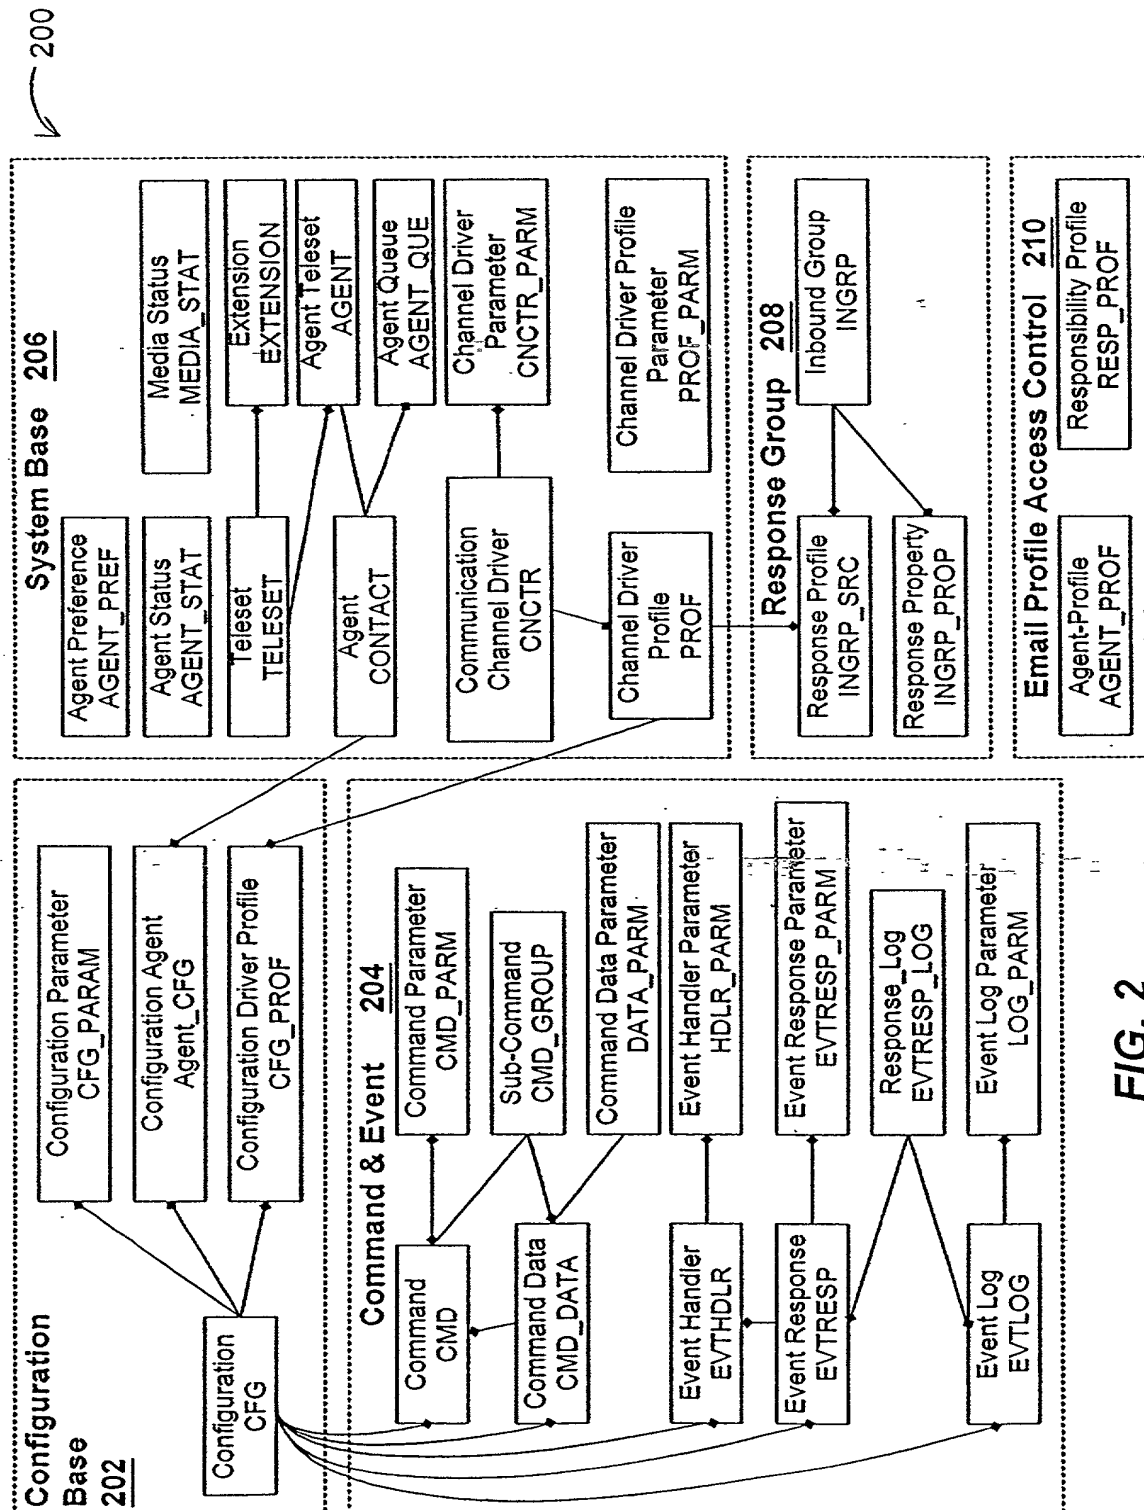 200
Configuration
Base
202
Configuration
CFG
Configuration Parameter
CFG_PARAM
Configuration Agent
Agent_CFG
Configuration Driver Profile
CFG_PROF
Command & Event 204
Command
CMD
Command Parameter
CMD_PARM
Sub-Command
CMD_GROUP
Command Data
CMD_DATA
Command Data Parameter
DATA_PARM
Event Handler
EVTHDLR
Event Handler Parameter
HDLR_PARM
Event Response
EVTRESP
Event Response Parameter
EVTRESP_PARM
Response_Log
EVTRESP_LOG
Event Log
EVTLOG
Event Log Parameter
LOG_PARM
System Base 206
Agent Preference
AGENT_PREF
Agent Status
AGENT_STAT
Media Status
MEDIA_STAT
Teleset
TELESET
Extension
EXTENSION
Agent Teleset
AGENT
Agent
CONTACT
Agent Queue
AGENT_QUE
Communication
Channel Driver
CNCTR
Channel Driver
Parameter
CNCTR_PARM
Channel Driver
Profile
PROF
Channel Driver Profile
Parameter
PROF_PARM
Response Group 208
Response Profile
INGRP_SRC
Inbound Group
INGRP
Response Property
INGRP_PROP
Email Profile Access Control 210
Agent-Profile
AGENT_PROF
Responsibility Profile
RESP_PROF
FIG. 2